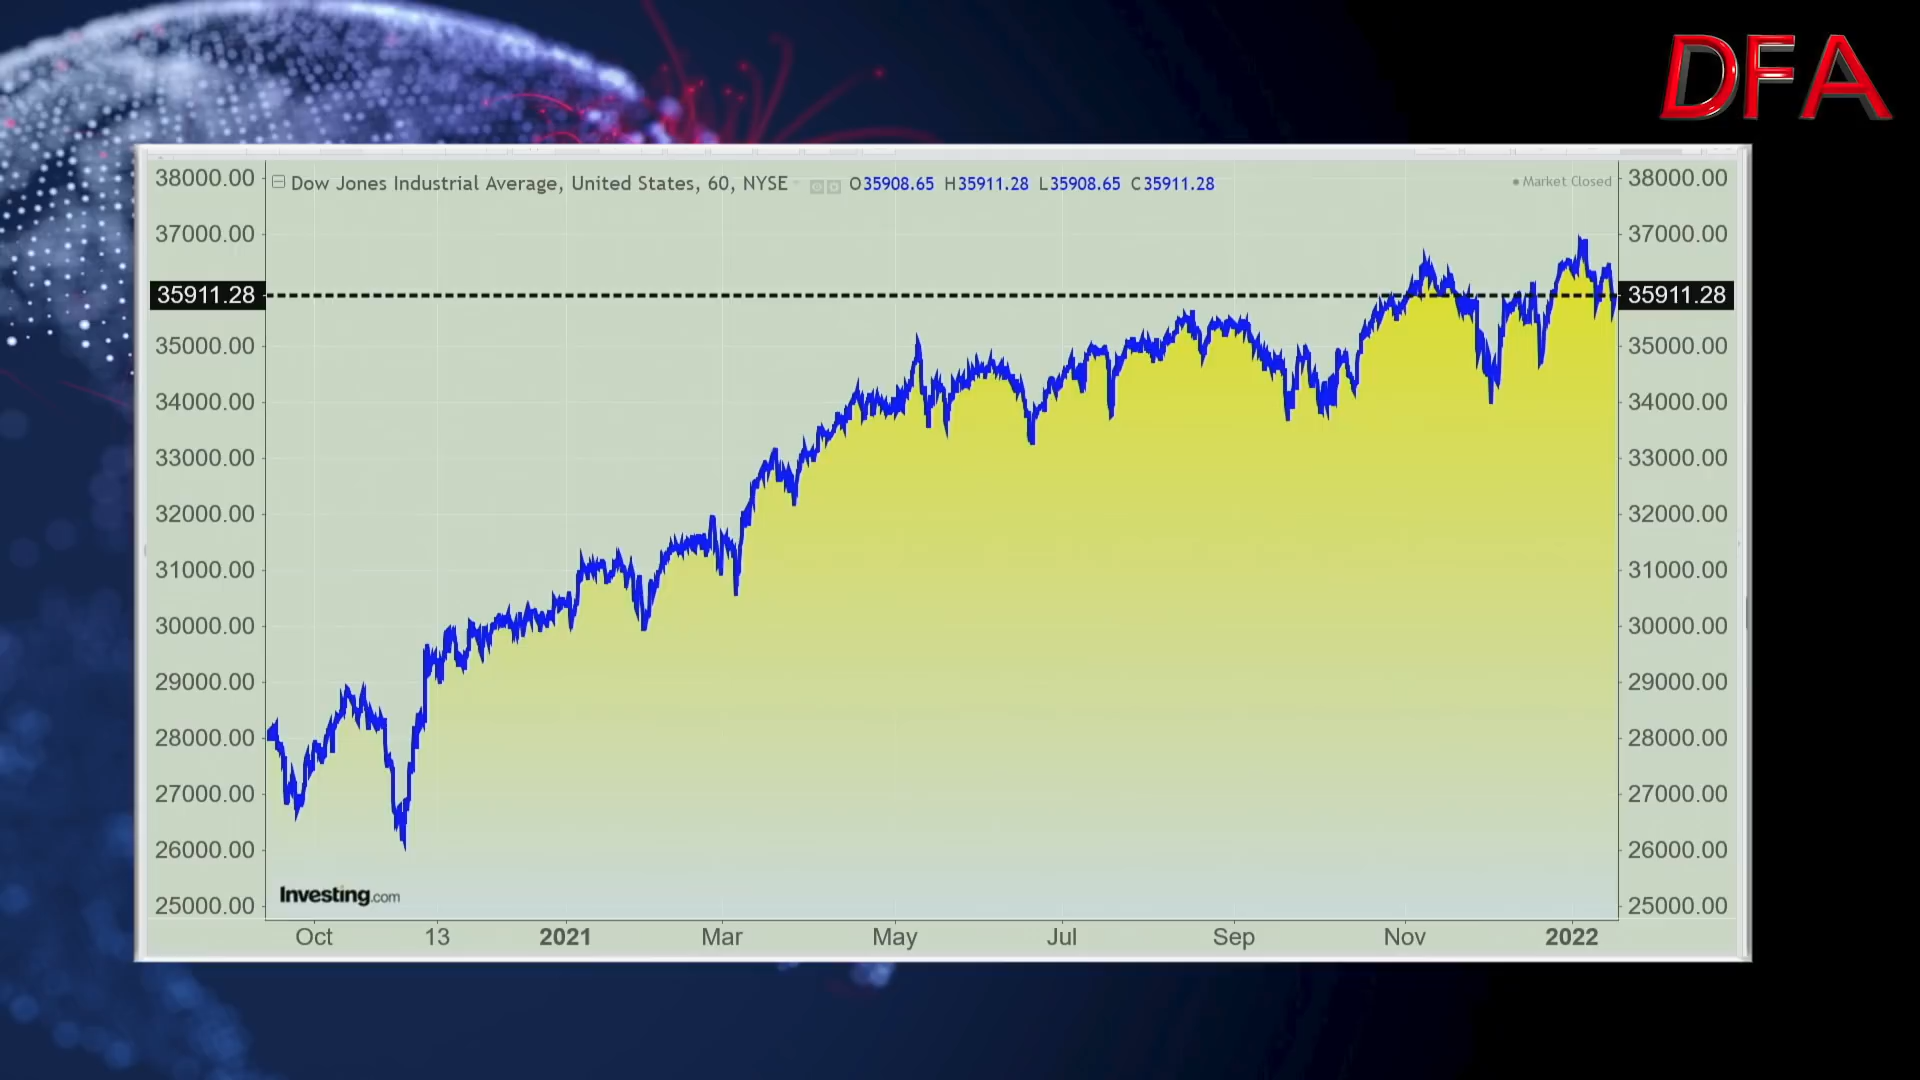 DFA
Dow Jones Industrial Average, United States, 60, NYSE O35908.65 H35911.28 L35908.65 C35911.28
Market Closed
38000.00 38000.00
37000.00 37000.00
35911.28 35911.28
35000.00 35000.00
34000.00 34000.00
33000.00 33000.00
32000.00 32000.00
31000.00 31000.00
30000.00 30000.00
29000.00 29000.00
28000.00 28000.00
27000.00 27000.00
26000.00 26000.00
25000.00 25000.00
Investing.com
Oct 13 2021 Mar May Jul Sep Nov 2022